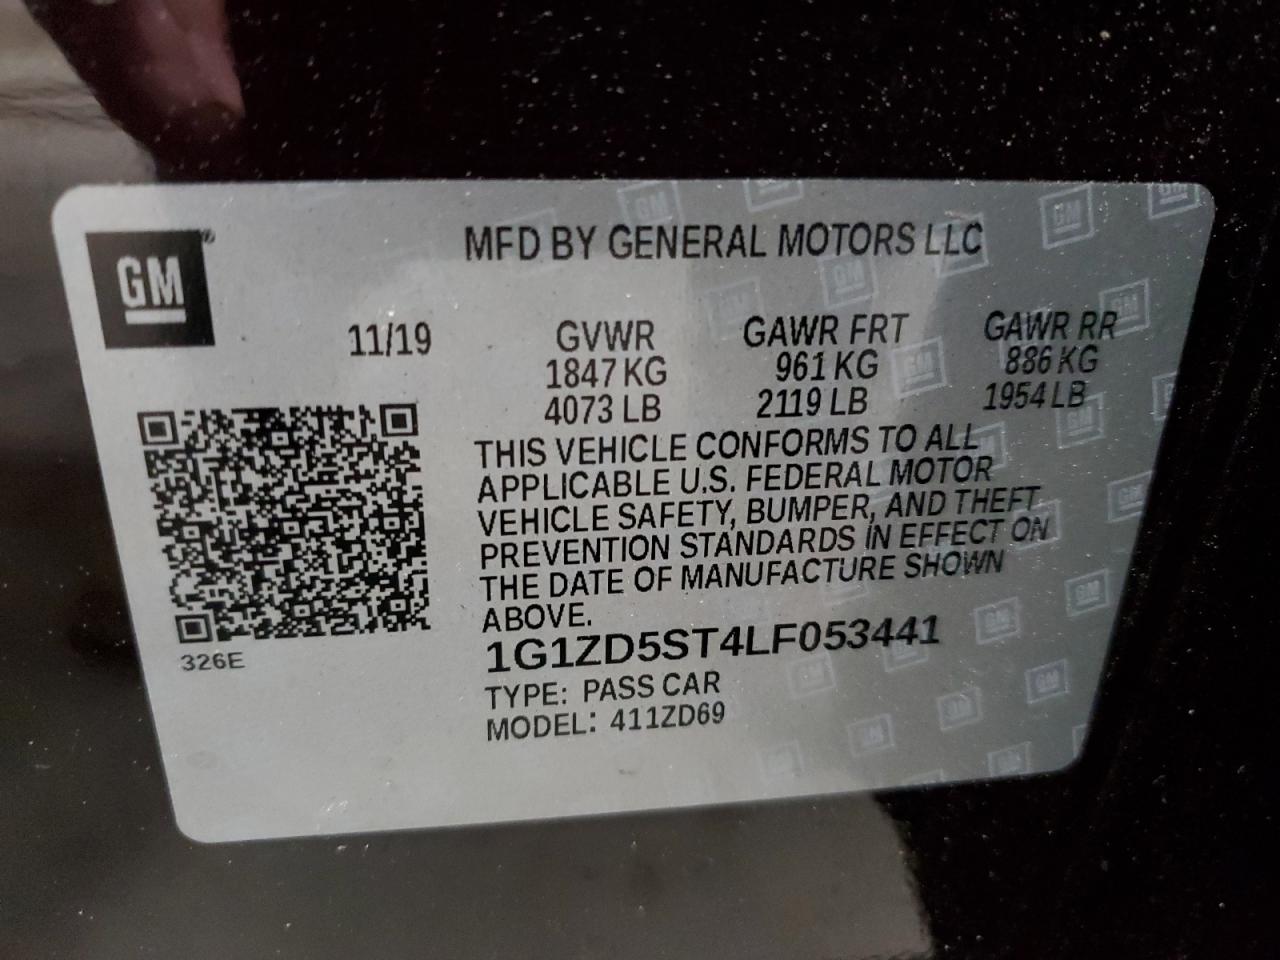 GM
MFD BY GENERAL MOTORS LLC
11/19 GVWR GAWR FRT GAWR RR
1847 KG 961 KG 886 KG
4073 LB 2119 LB 1954 LB
THIS VEHICLE CONFORMS TO ALL
APPLICABLE U.S. FEDERAL MOTOR
VEHICLE SAFETY, BUMPER, AND THEFT
PREVENTION STANDARDS IN EFFECT ON
THE DATE OF MANUFACTURE SHOWN
ABOVE.
326E
1G1ZD5ST4LF053441
TYPE: PASS CAR
MODEL: 411ZD69